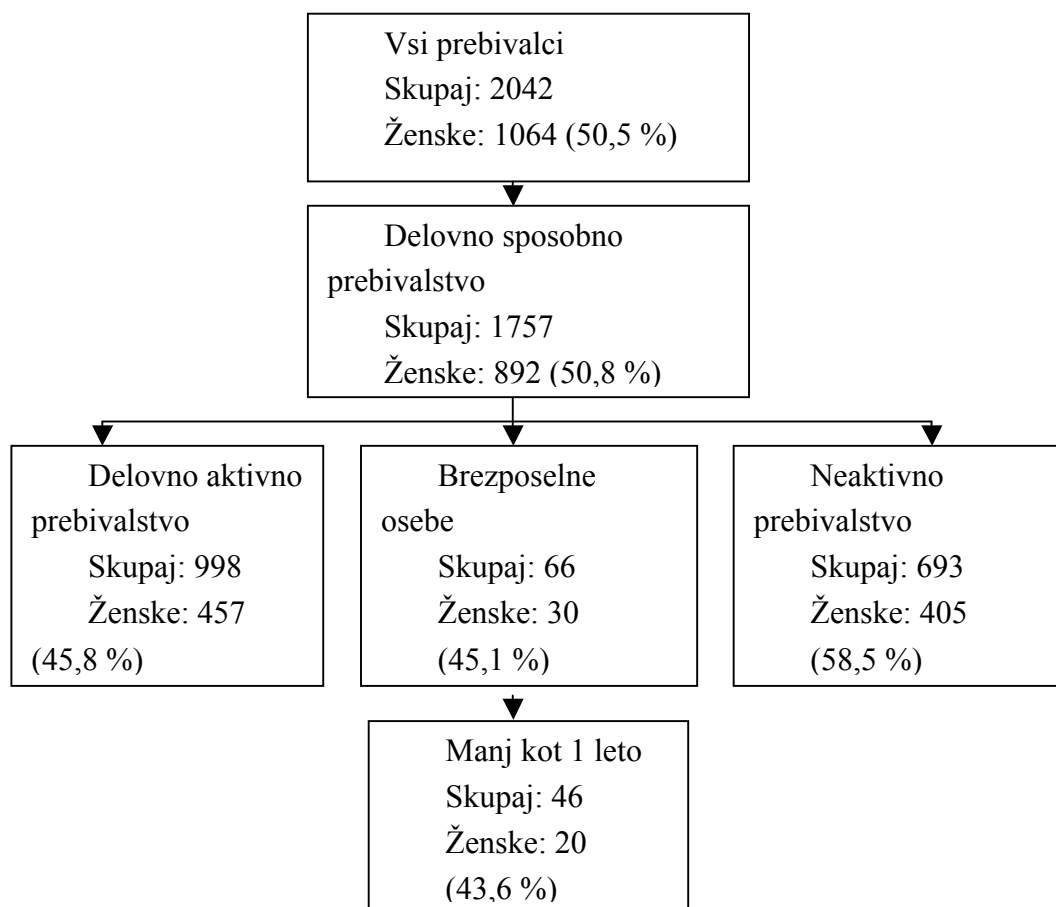 Vsi prebivalci
Skupaj: 2042
Ženske: 1064 (50,5 %)
Delovno sposobno
prebivalstvo
Skupaj: 1757
Ženske: 892 (50,8 %)
Delovno aktivno
prebivalstvo
Skupaj: 998
Ženske: 457
(45,8 %)
Brezposelne
osebe
Skupaj: 66
Ženske: 30
(45,1 %)
Neaktivno
prebivalstvo
Skupaj: 693
Ženske: 405
(58,5 %)
Manj kot 1 leto
Skupaj: 46
Ženske: 20
(43,6 %)